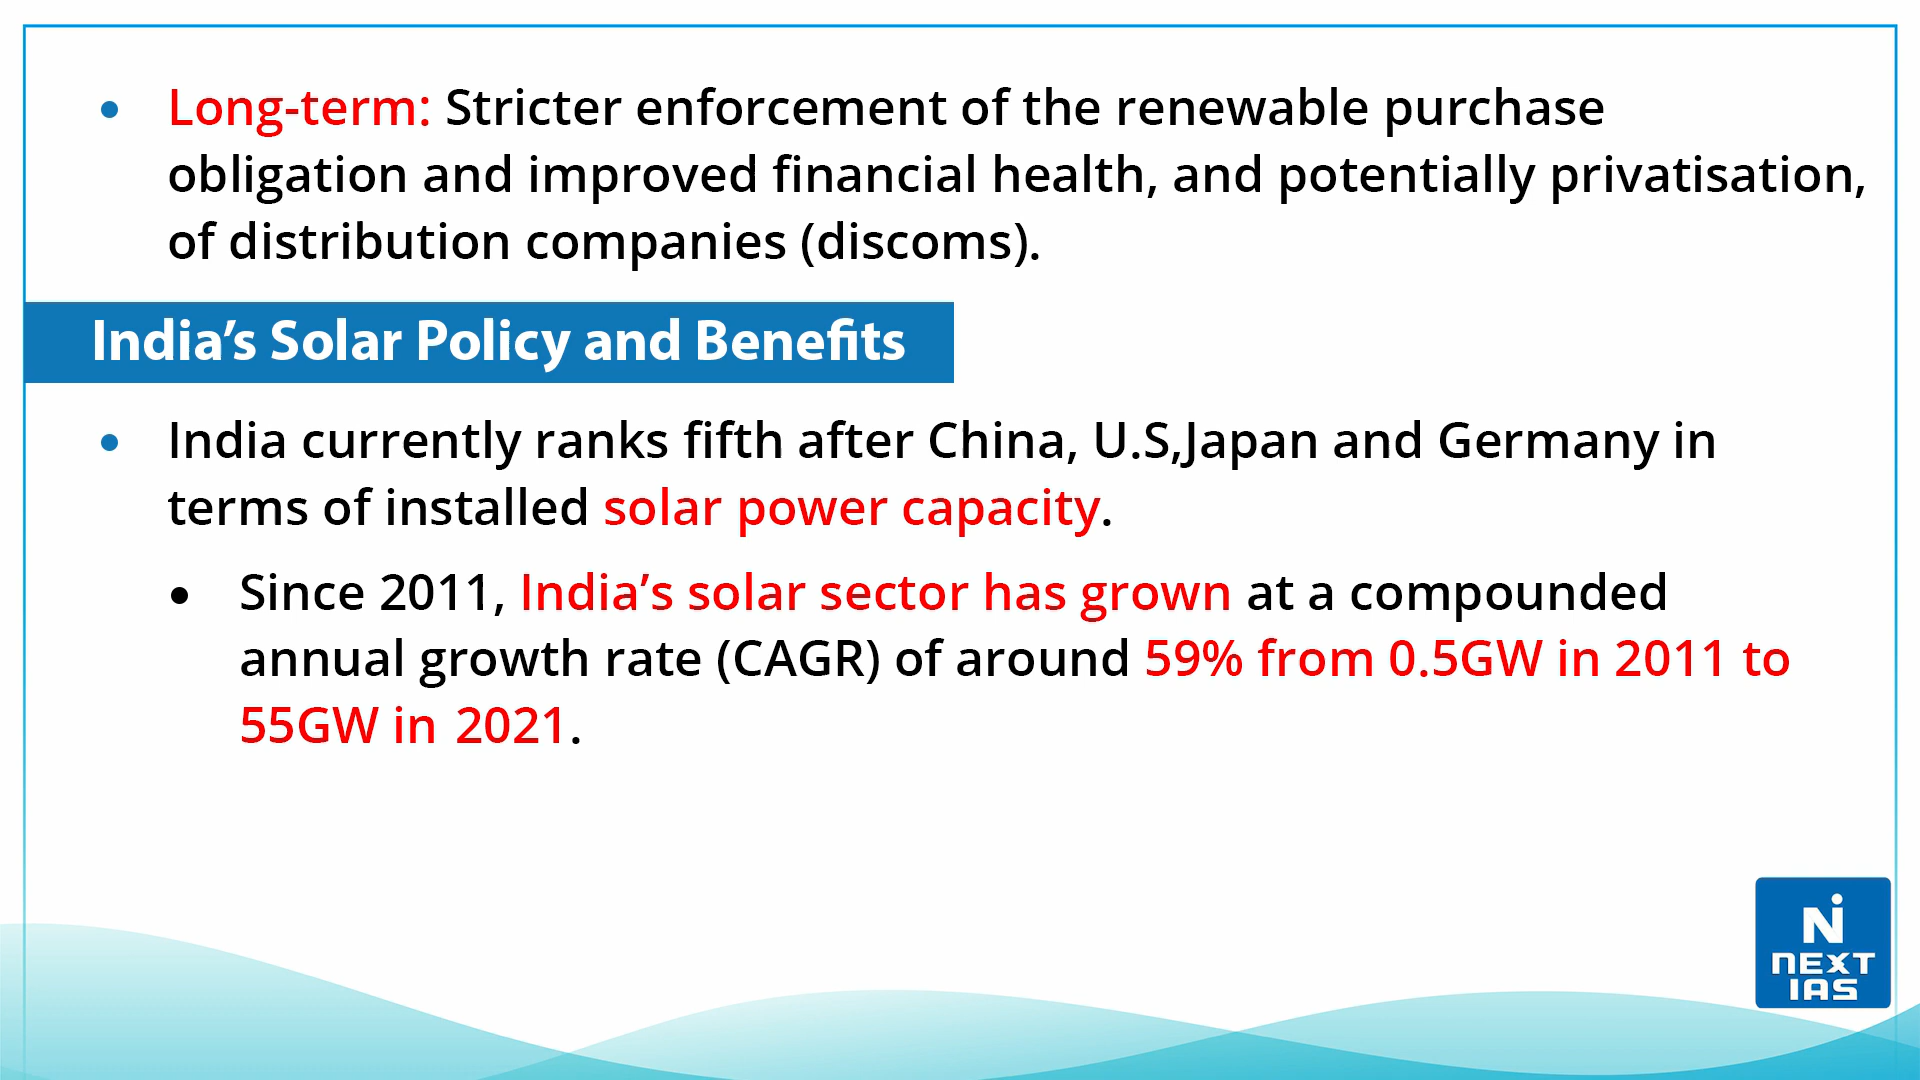 • Long-term: Stricter enforcement of the renewable purchase
obligation and improved financial health, and potentially privatisation,
of distribution companies (discoms).
India’s Solar Policy and Benefits
• India currently ranks fifth after China, U.S,Japan and Germany in
terms of installed solar power capacity.
• Since 2011, India’s solar sector has grown at a compounded
annual growth rate (CAGR) of around 59% from 0.5GW in 2011 to
55GW in 2021.
N
NEXT
IAS